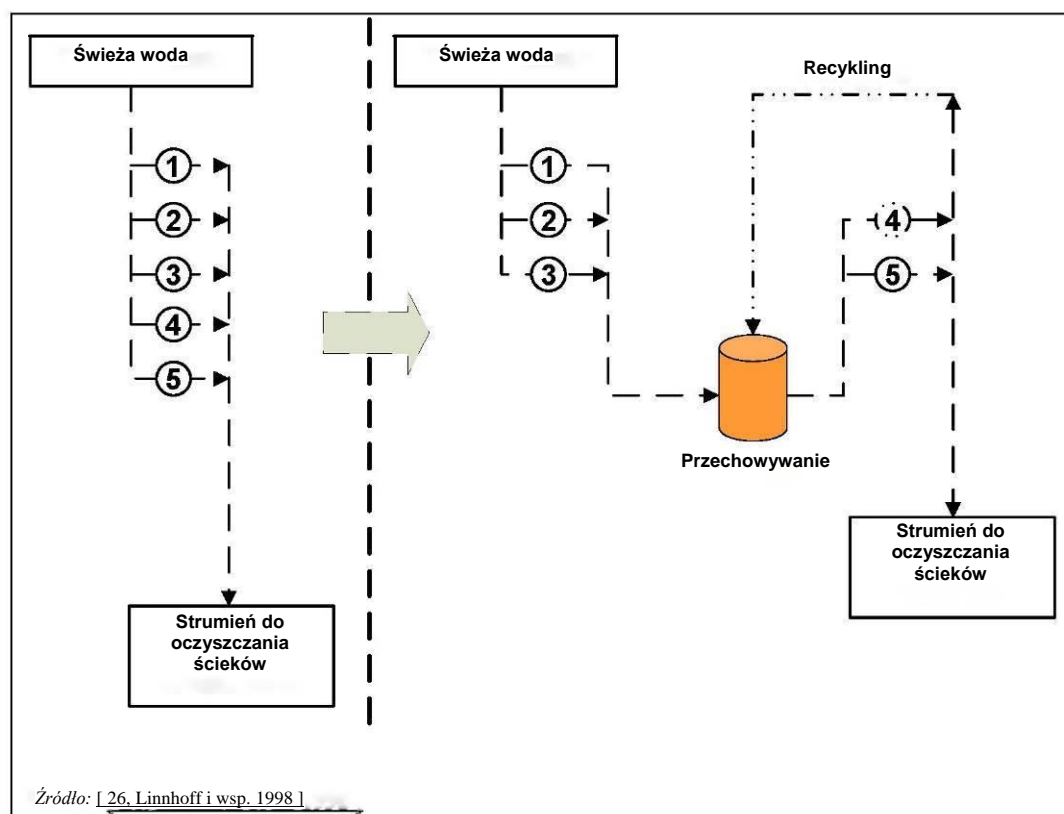 Świeża woda
1
2
3
4
5
Strumień do
oczyszczania
ścieków
Świeża woda
Recykling
1
2
3
4
5
Przechowywanie
Strumień do
oczyszczania
ścieków
Źródło: [ 26, Linnhoff i wsp. 1998 ]